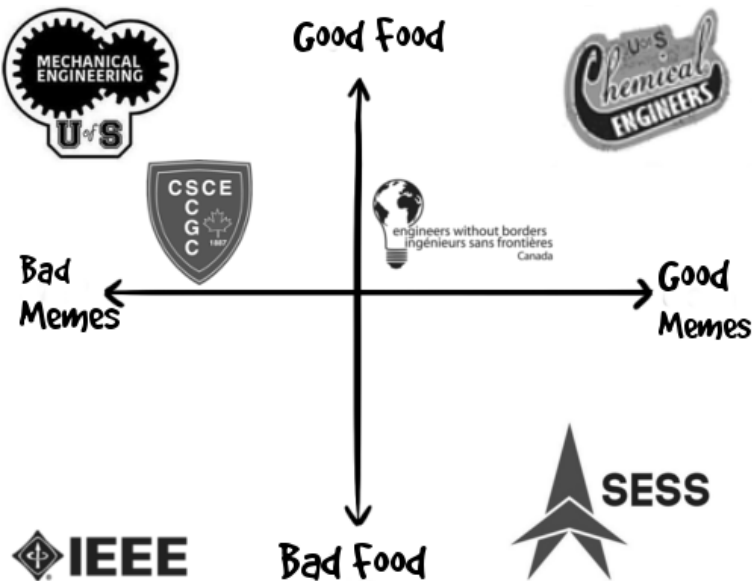 Good Food
MECHANICAL
ENGINEERING
U of S
U of S
Chemical
ENGINEERS
CSCE
S
C
G
C
1887
engineers without borders
ingénieurs sans frontières
Canada
Bad
Memes
Good
Memes
SESS
IEEE
Bad Food